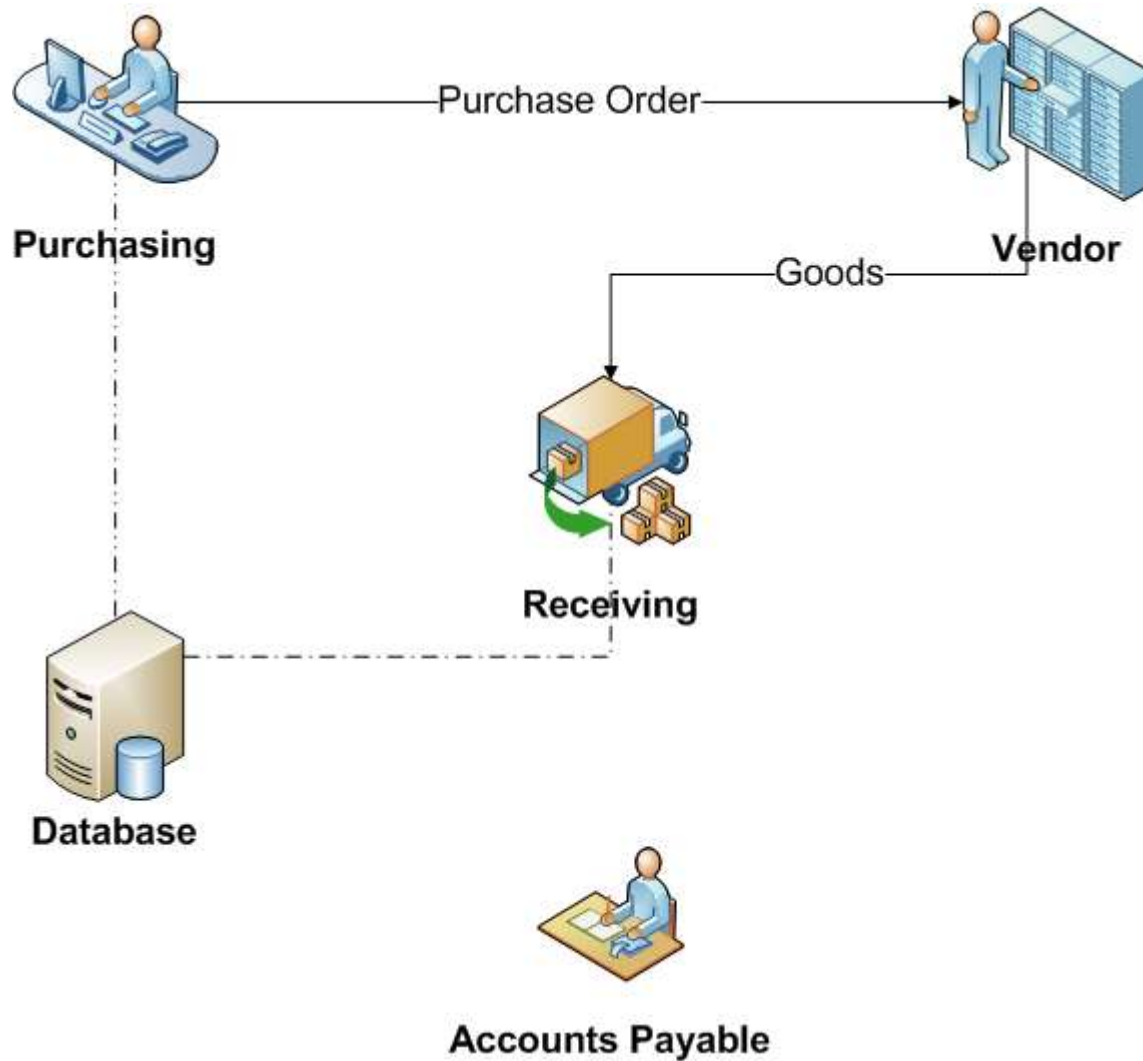 Purchase Order
Purchasing
Vendor
Goods
Receiving
Database
Accounts Payable